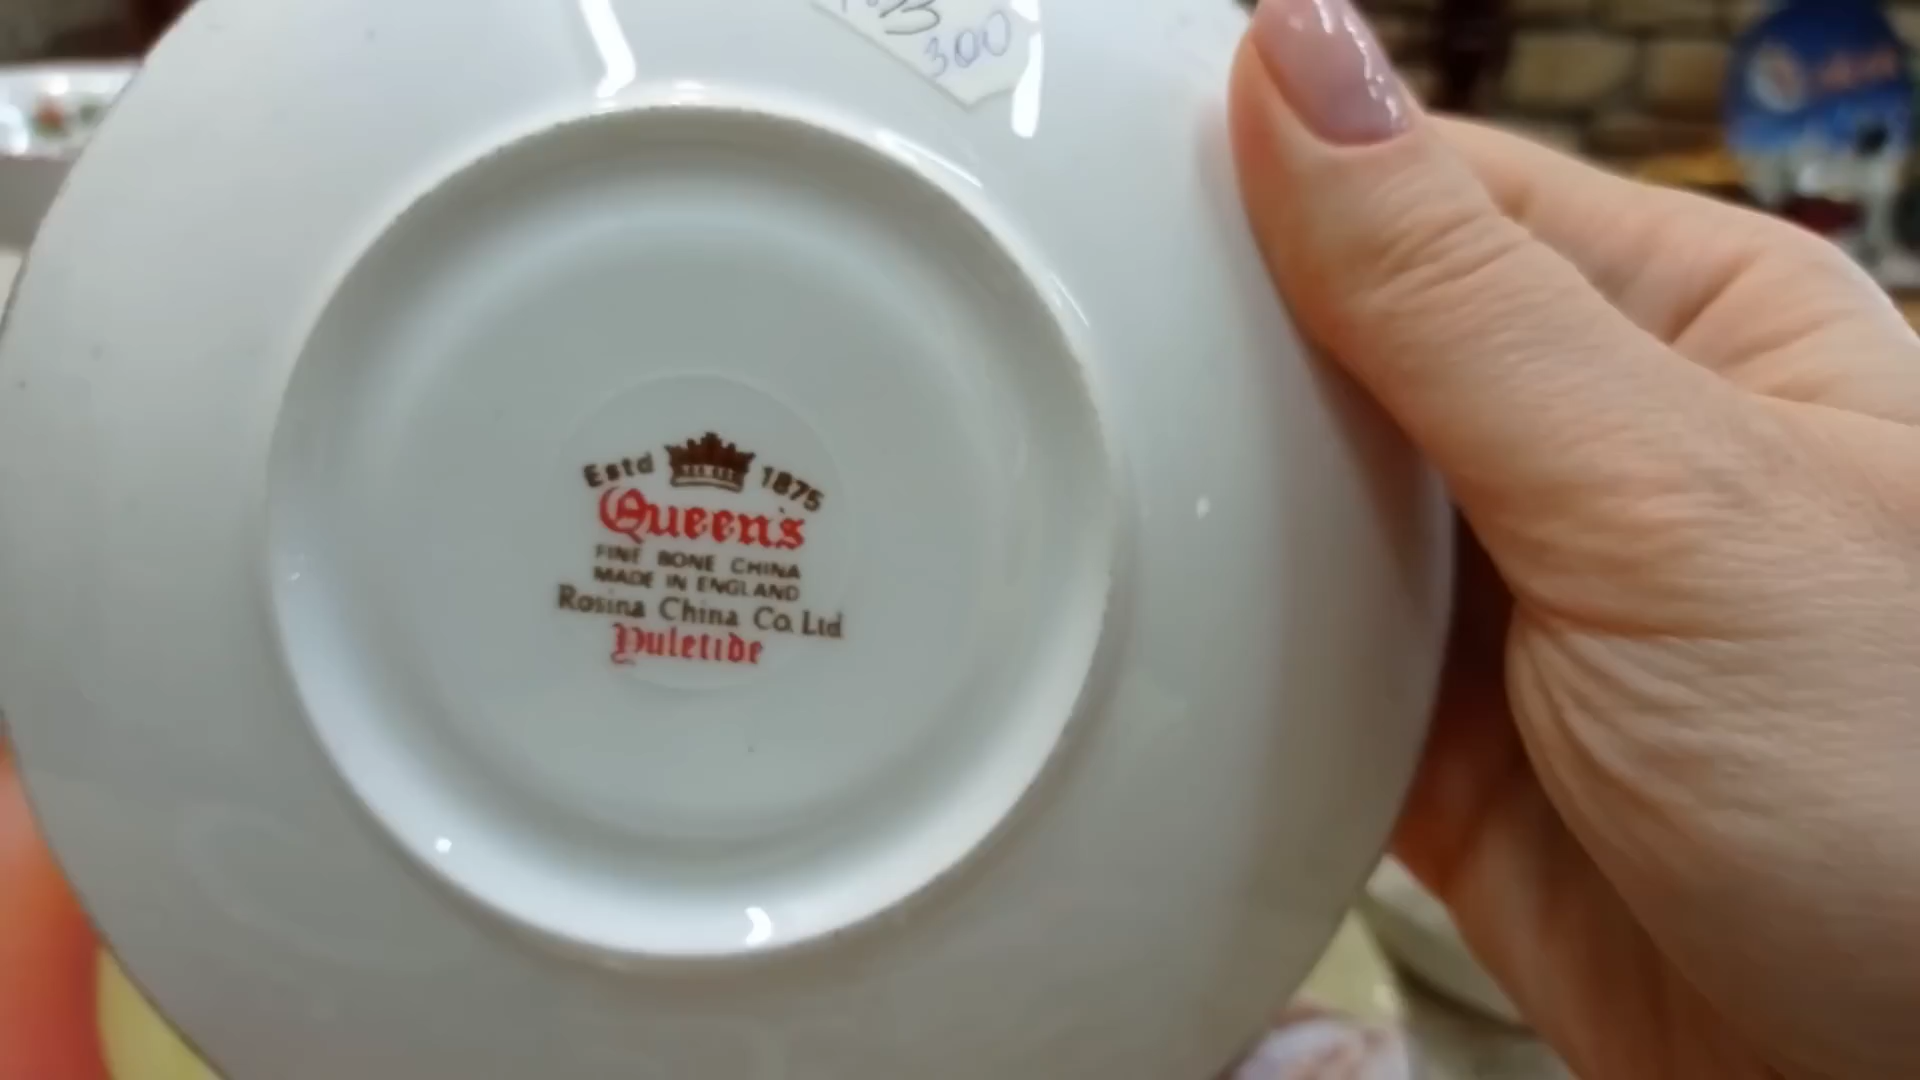 300
Estd 1875
Queen's
FINE BONE CHINA
MADE IN ENGLAND
Rosina China Co. Ltd
Yuletide